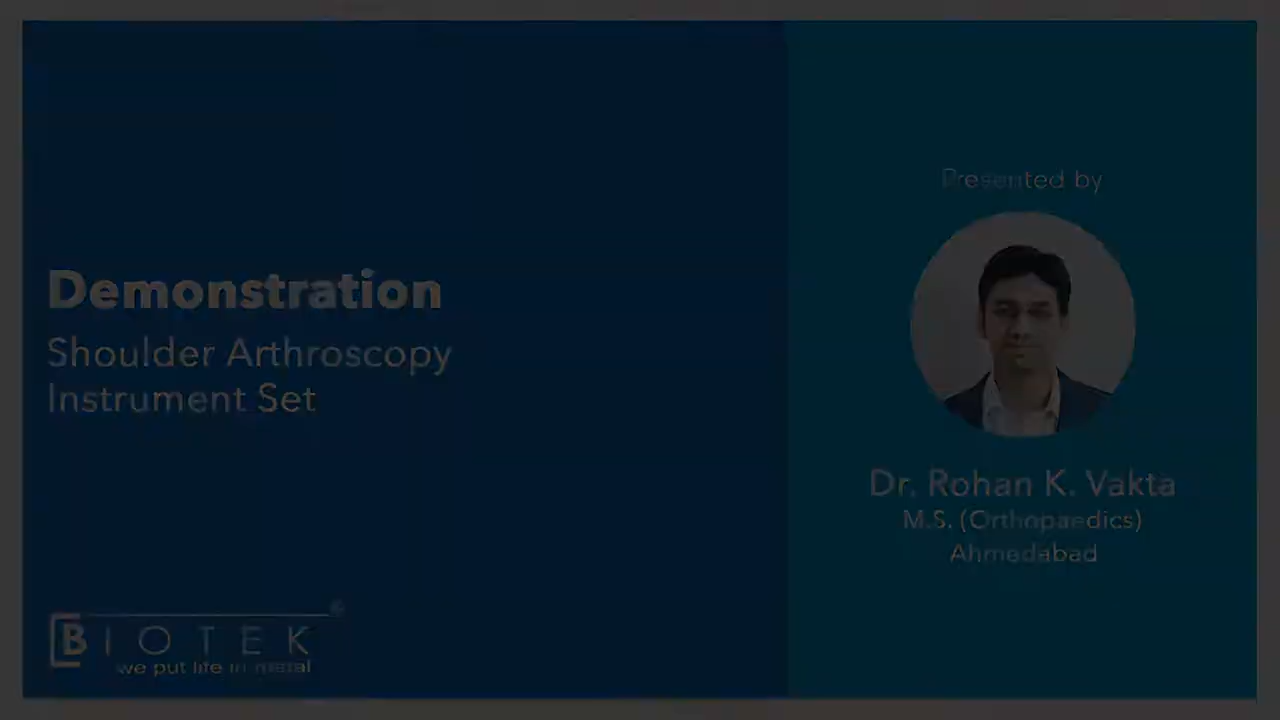 Demonstration
Shoulder Arthroscopy
Instrument Set
BIOTEK®
we put life in metal
Presented by
Dr. Rohan K. Vakta
M.S. (Orthopaedics)
Ahmedabad